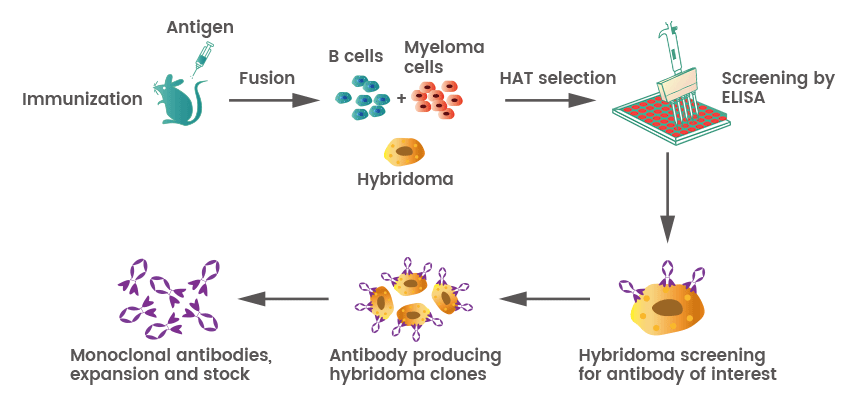 Antigen
Immunization
Fusion
B cells
+
Myeloma
cells
Hybridoma
HAT selection
Screening by
ELISA
Hybridoma screening
for antibody of interest
Antibody producing
hybridoma clones
Monoclonal antibodies,
expansion and stock